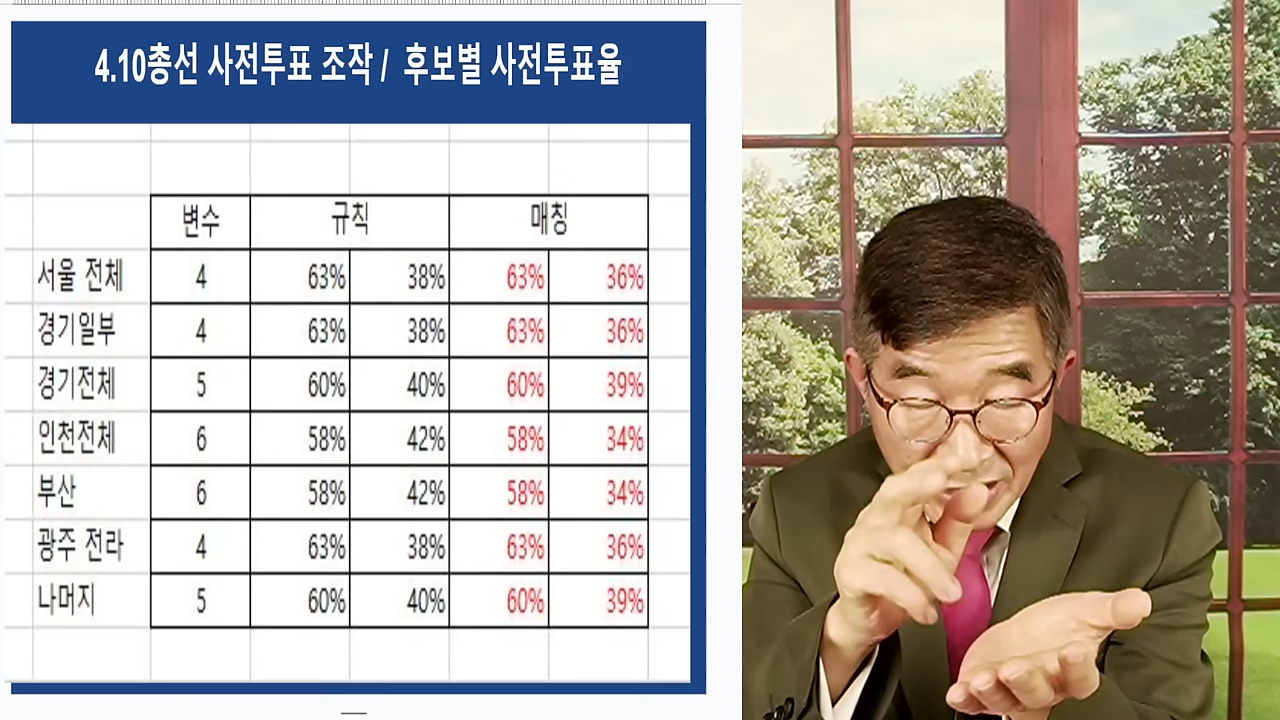 4.10총선 사전투표 조작 / 후보별 사전투표율
변수 규칙 매칭
서울 전체 4 63% 38% 63% 36%
경기일부 4 63% 38% 63% 36%
경기전체 5 60% 40% 60% 39%
인천전체 6 58% 42% 58% 34%
부산 6 58% 42% 58% 34%
광주 전라 4 63% 38% 63% 36%
나머지 5 60% 40% 60% 39%